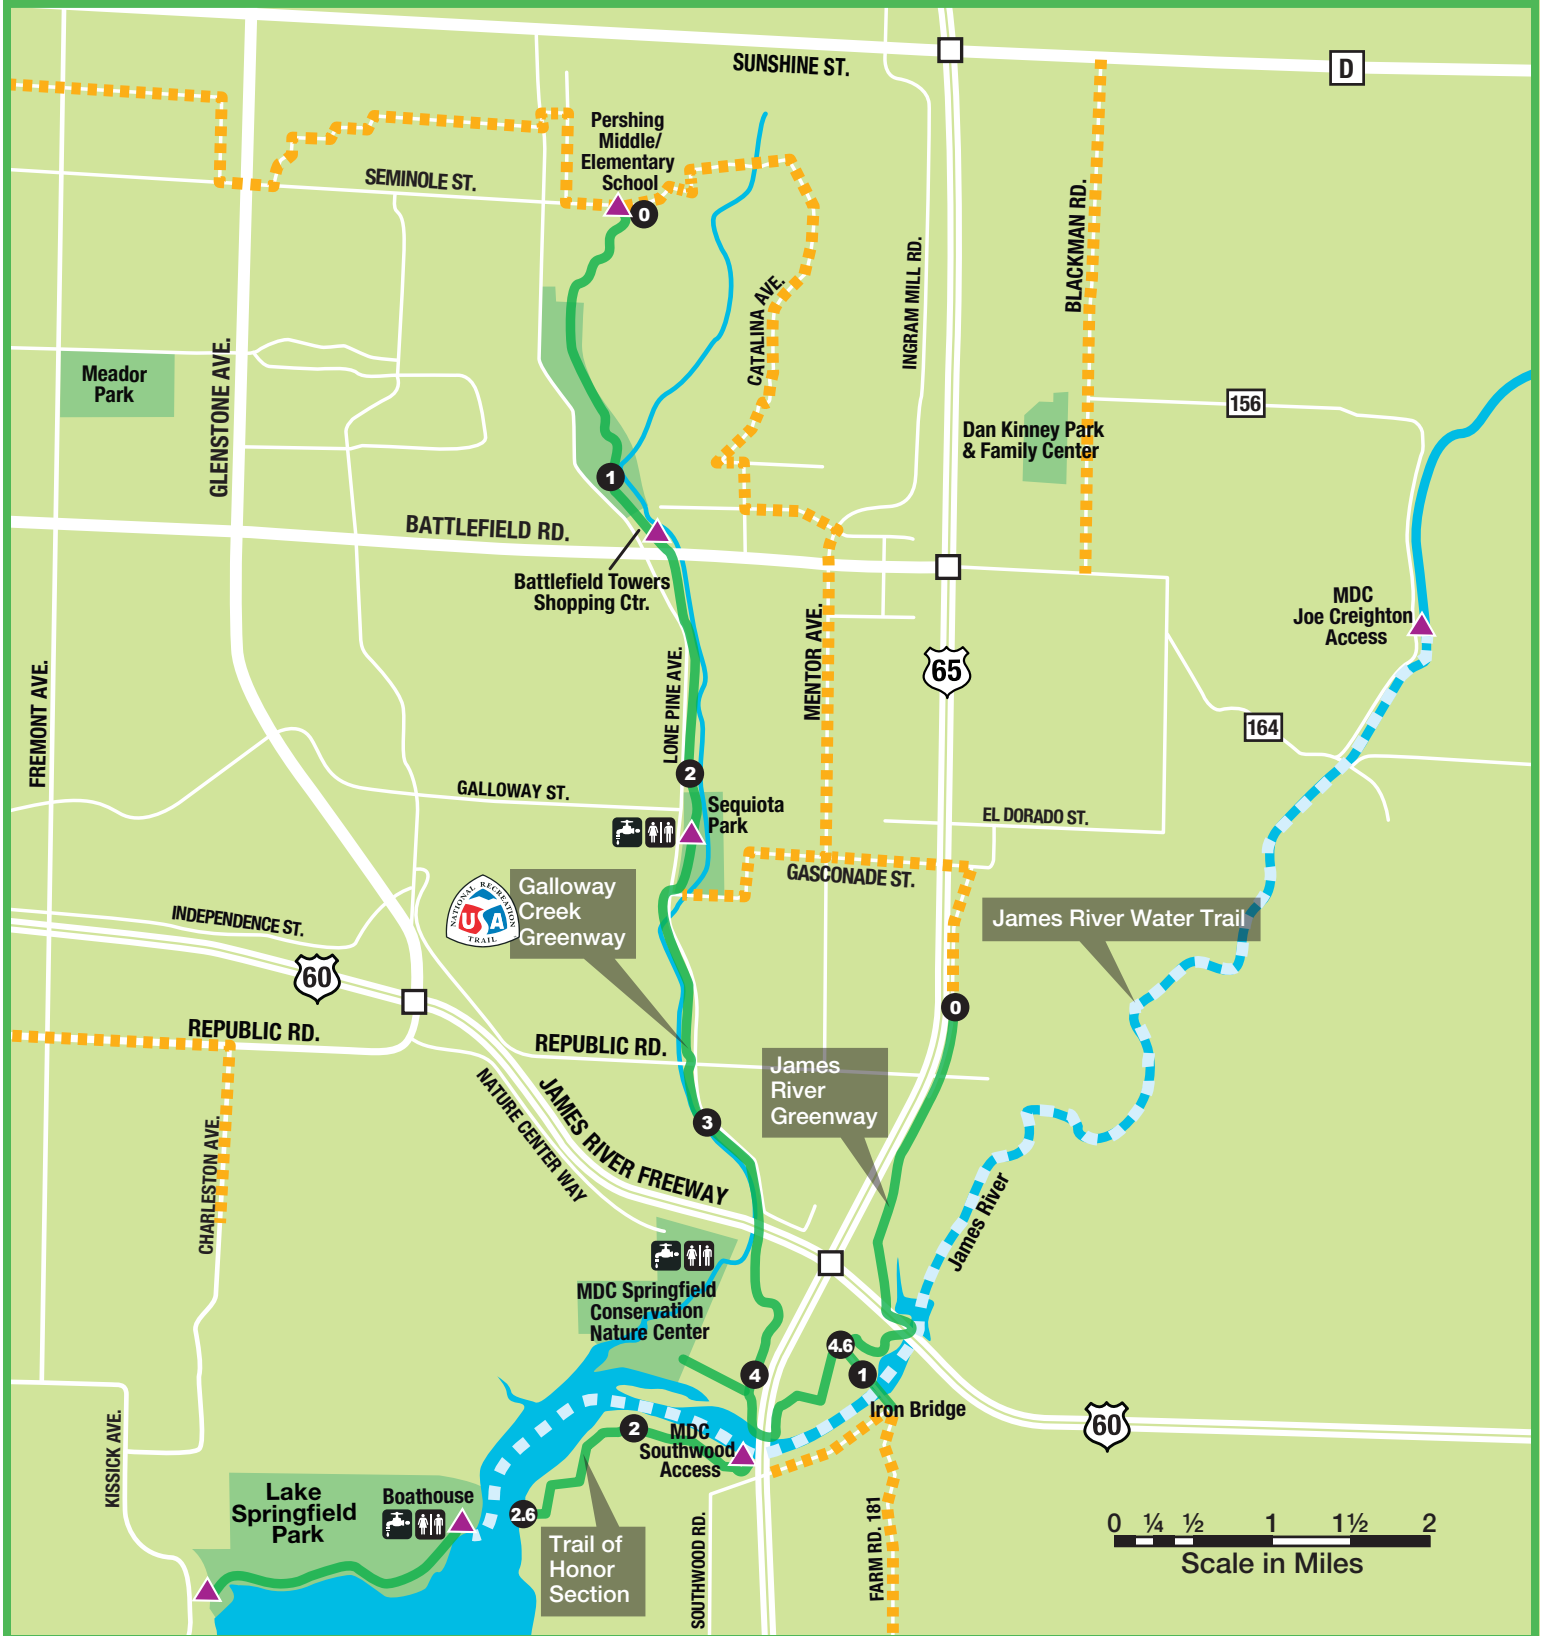 SUNSHINE ST.
D
Pershing
Middle/
Elementary
School
0
SEMINOLE ST.
BLACKMAN RD.
INGRAM MILL RD.
CATALINA AVE.
GLENSTONE AVE.
Meador
Park
156
Dan Kinney Park
& Family Center
1
BATTLEFIELD RD.
Battlefield Towers
Shopping Ctr.
MDC
Joe Creighton
Access
65
MENTOR AVE.
LONE PINE AVE.
FREMONT AVE.
164
2
GALLOWAY ST.
Sequiota
Park
EL DORADO ST.
GASCONADE ST.
NATIONAL RECREATION
USA
TRAIL
Galloway
Creek
Greenway
INDEPENDENCE ST.
James River Water Trail
60
0
REPUBLIC RD.
REPUBLIC RD.
James
River
Greenway
NATURE CENTER WAY
JAMES RIVER FREEWAY
3
CHARLESTON AVE.
James River
MDC Springfield
Conservation
Nature Center
4.6
4
1
Iron Bridge
60
KISSICK AVE.
2
MDC
Southwood
Access
Lake
Springfield
Park
Boathouse
2.6
Trail of
Honor
Section
SOUTHWOOD RD.
FARM RD. 181
0 ¼ ½ 1 1½ 2
Scale in Miles